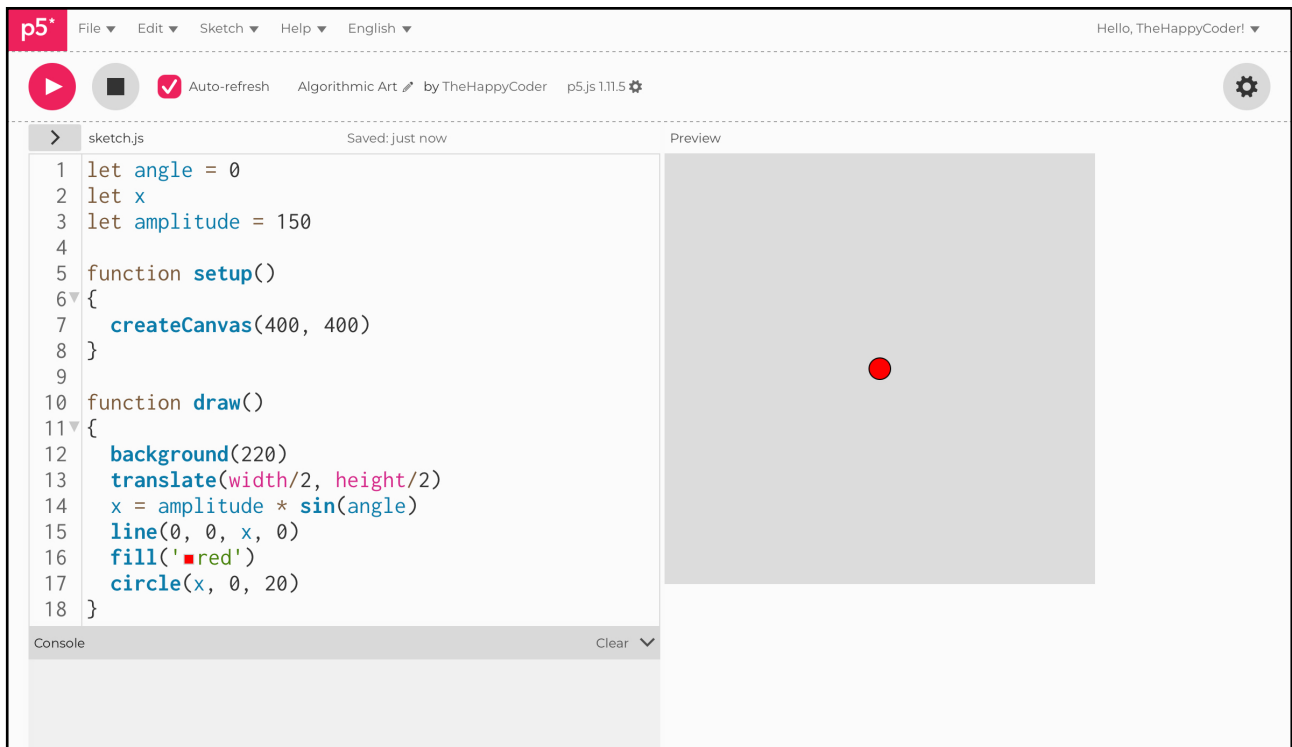 p5* File Edit Sketch Help English Hello, TheHappyCoder!
Auto-refresh Algorithmic Art by TheHappyCoder p5.js 1.11.5
sketch.js Saved: just now Preview
1 let angle = 0
2 let x
3 let amplitude = 150
4
5 function setup()
6 {
7 createCanvas(400, 400)
8 }
9
10 function draw()
11 {
12 background(220)
13 translate(width/2, height/2)
14 x = amplitude * sin(angle)
15 line(0, 0, x, 0)
16 fill('red')
17 circle(x, 0, 20)
18 }
Console Clear